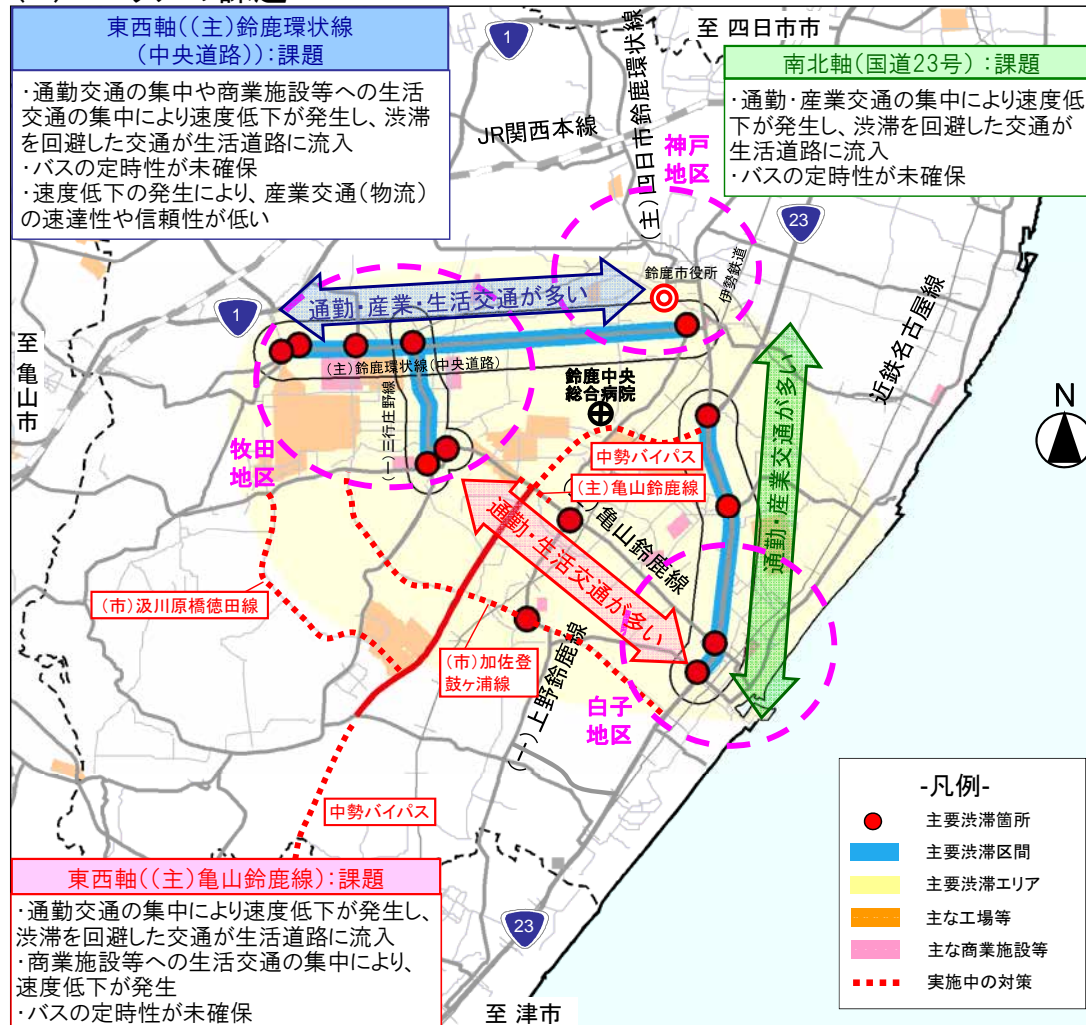 東西軸((主)鈴鹿環状線
(中央道路)):課題
・通勤交通の集中や商業施設等への生活
交通の集中により速度低下が発生し、渋滞
を回避した交通が生活道路に流入
・バスの定時性が未確保
・速度低下の発生により、産業交通(物流)
の速達性や信頼性が低い
1
至 四日市市
(主)四日市鈴鹿環状線
JR関西本線
南北軸(国道23号):課題
・通勤・産業交通の集中により速度低
下が発生し、渋滞を回避した交通が
生活道路に流入
・バスの定時性が未確保
神戸
地区
23
鈴鹿市役所
伊勢鉄道
近鉄名古屋線
通勤・産業・生活交通が多い
1
至
亀山市
(主)鈴鹿環状線(中央道路)
(一)三行庄野線
鈴鹿中央
総合病院
N
牧田
地区
中勢バイパス
(主)亀山鈴鹿線
亀山鈴鹿線
通勤・生活交通が多い
通勤・産業交通が多い
(市)汲川原橋徳田線
(市)加佐登
鼓ヶ浦線
(一)上野鈴鹿線
白子
地区
中勢バイパス
東西軸((主)亀山鈴鹿線):課題
・通勤交通の集中により速度低下が発生し、
渋滞を回避した交通が生活道路に流入
・商業施設等への生活交通の集中により、
速度低下が発生
・バスの定時性が未確保
23
至 津市
-凡例-
主要渋滞箇所
主要渋滞区間
主要渋滞エリア
主な工場等
主な商業施設等
実施中の対策